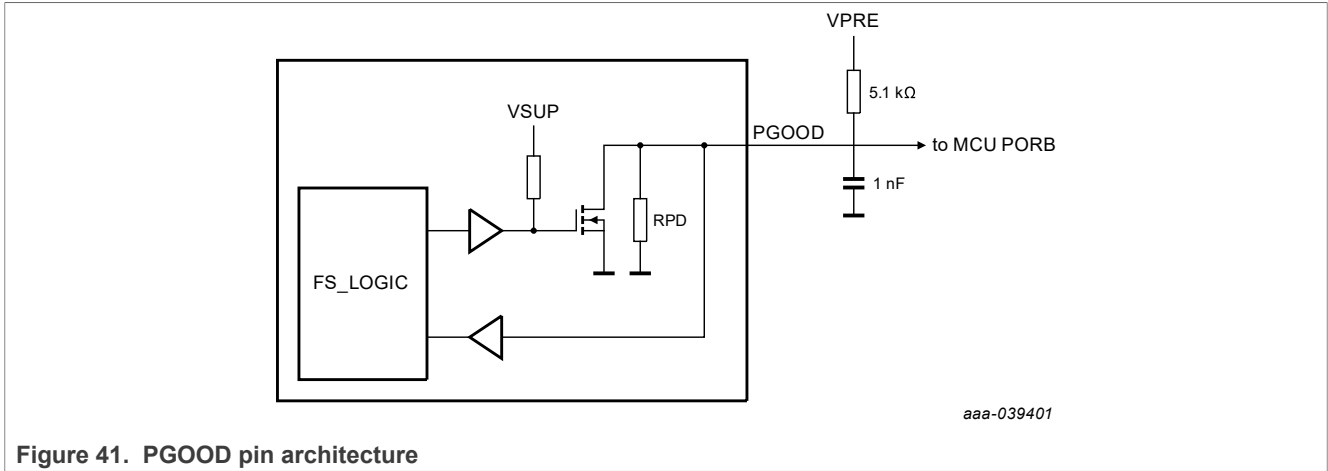 VPRE
5.1 kΩ
VSUP
PGOOD
to MCU PORB
1 nF
RPD
FS_LOGIC
aaa-039401
Figure 41. PGOOD pin architecture